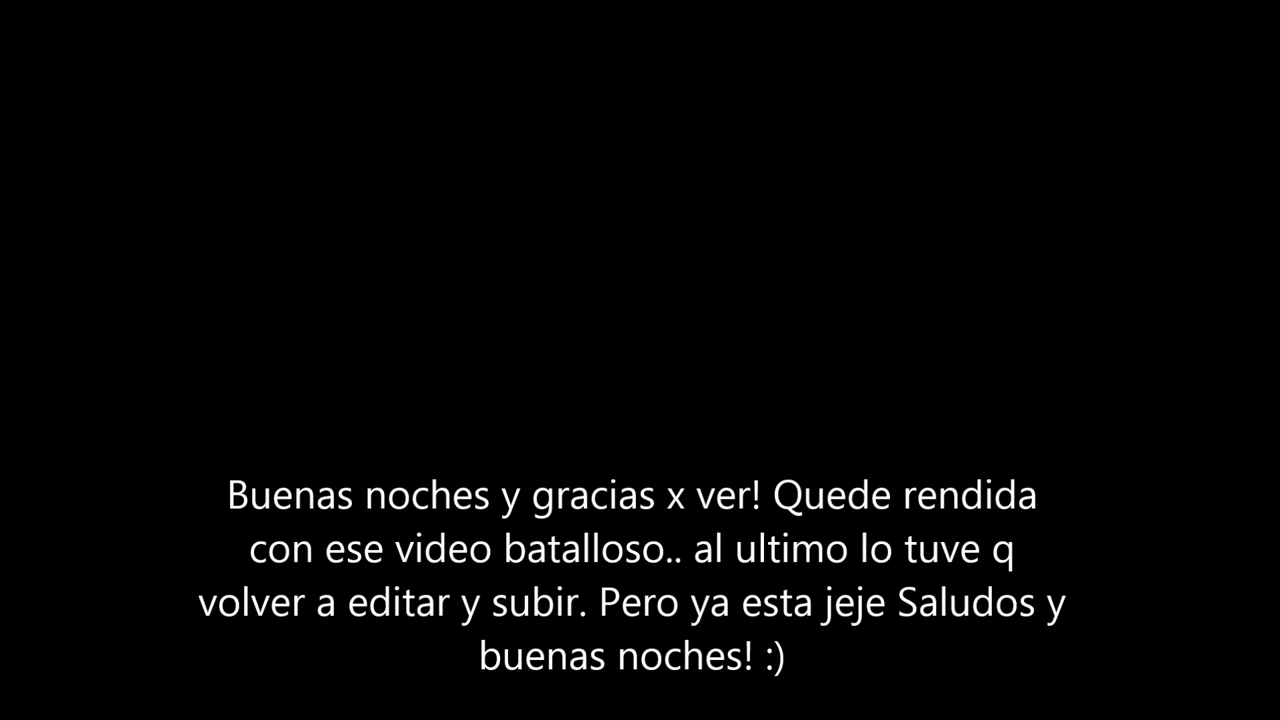 Buenas noches y gracias x ver! Quede rendida
con ese video batalloso.. al ultimo lo tuve q
volver a editar y subir. Pero ya esta jeje Saludos y
buenas noches! :)